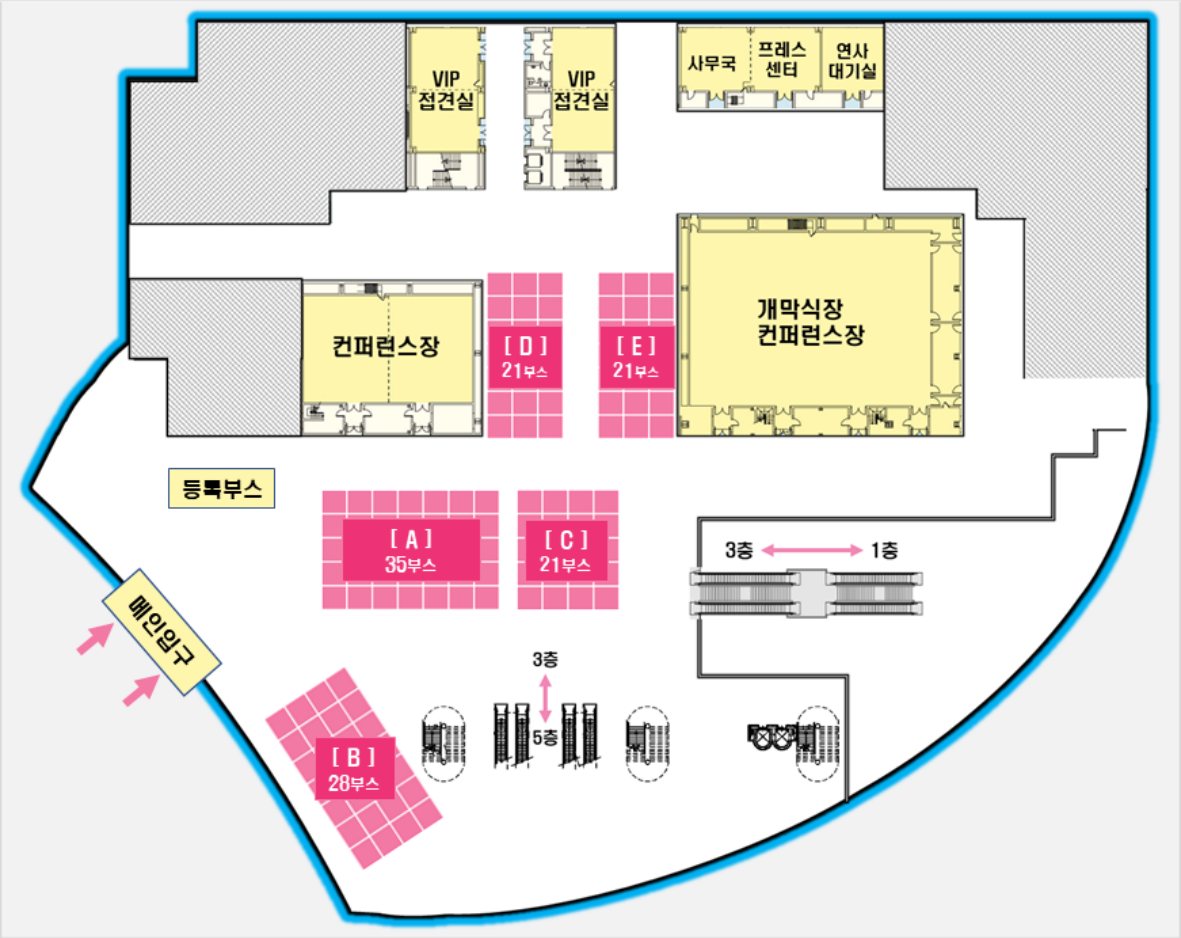 VIP
접견실
VIP
접견실
사무국
프레스
센터
연사
대기실
컨퍼런스장
[ D ]
21부스
[ E ]
21부스
개막식장
컨퍼런스장
등록부스
[ A ]
35부스
[ C ]
21부스
3층
1층
메인입구
3층
5층
[ B ]
28부스